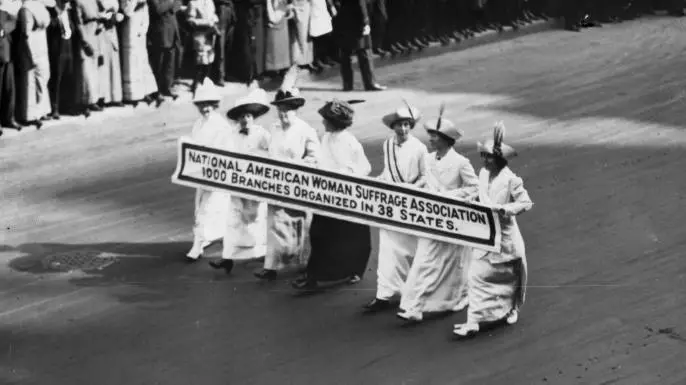 NATIONAL AMERICAN WOMAN SUFFRAGE ASSOCIATION
1000 BRANCHES ORGANIZED IN 38 STATES.